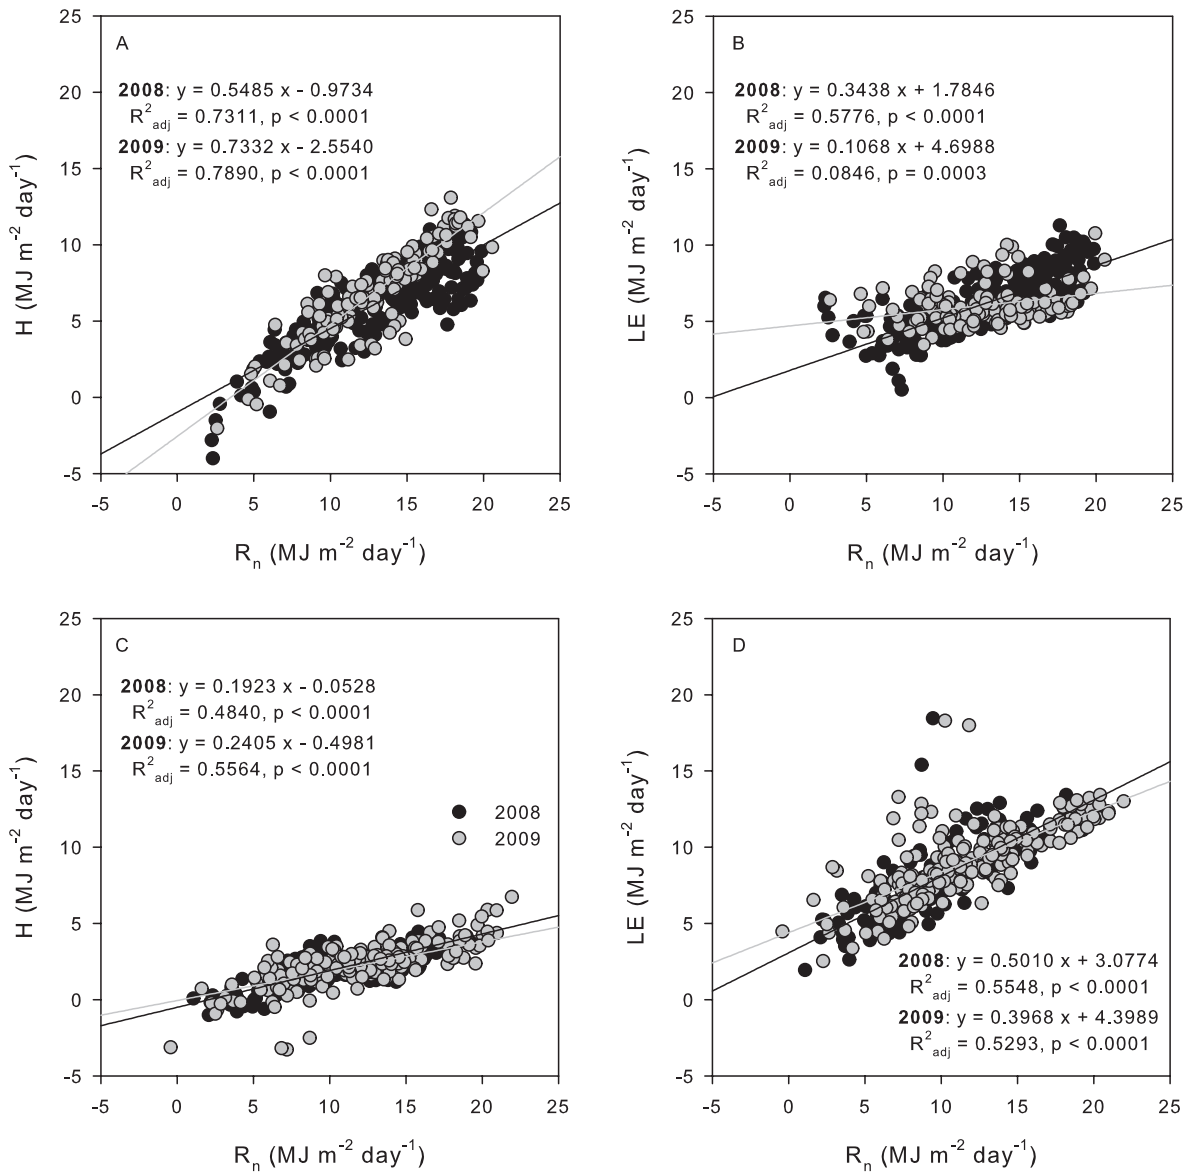 A
2008: y = 0.5485 x - 0.9734
R²adj = 0.7311, p < 0.0001
2009: y = 0.7332 x - 2.5540
R²adj = 0.7890, p < 0.0001
H (MJ m⁻² day⁻¹)
25
20
15
10
5
0
-5
-5 0 5 10 15 20 25
Rn (MJ m⁻² day⁻¹)
B
2008: y = 0.3438 x + 1.7846
R²adj = 0.5776, p < 0.0001
2009: y = 0.1068 x + 4.6988
R²adj = 0.0846, p = 0.0003
LE (MJ m⁻² day⁻¹)
25
20
15
10
5
0
-5
-5 0 5 10 15 20 25
Rn (MJ m⁻² day⁻¹)
C
2008: y = 0.1923 x - 0.0528
R²adj = 0.4840, p < 0.0001
2009: y = 0.2405 x - 0.4981
R²adj = 0.5564, p < 0.0001
2008
2009
H (MJ m⁻² day⁻¹)
25
20
15
10
5
0
-5
-5 0 5 10 15 20 25
Rn (MJ m⁻² day⁻¹)
D
2008: y = 0.5010 x + 3.0774
R²adj = 0.5548, p < 0.0001
2009: y = 0.3968 x + 4.3989
R²adj = 0.5293, p < 0.0001
LE (MJ m⁻² day⁻¹)
25
20
15
10
5
0
-5
-5 0 5 10 15 20 25
Rn (MJ m⁻² day⁻¹)